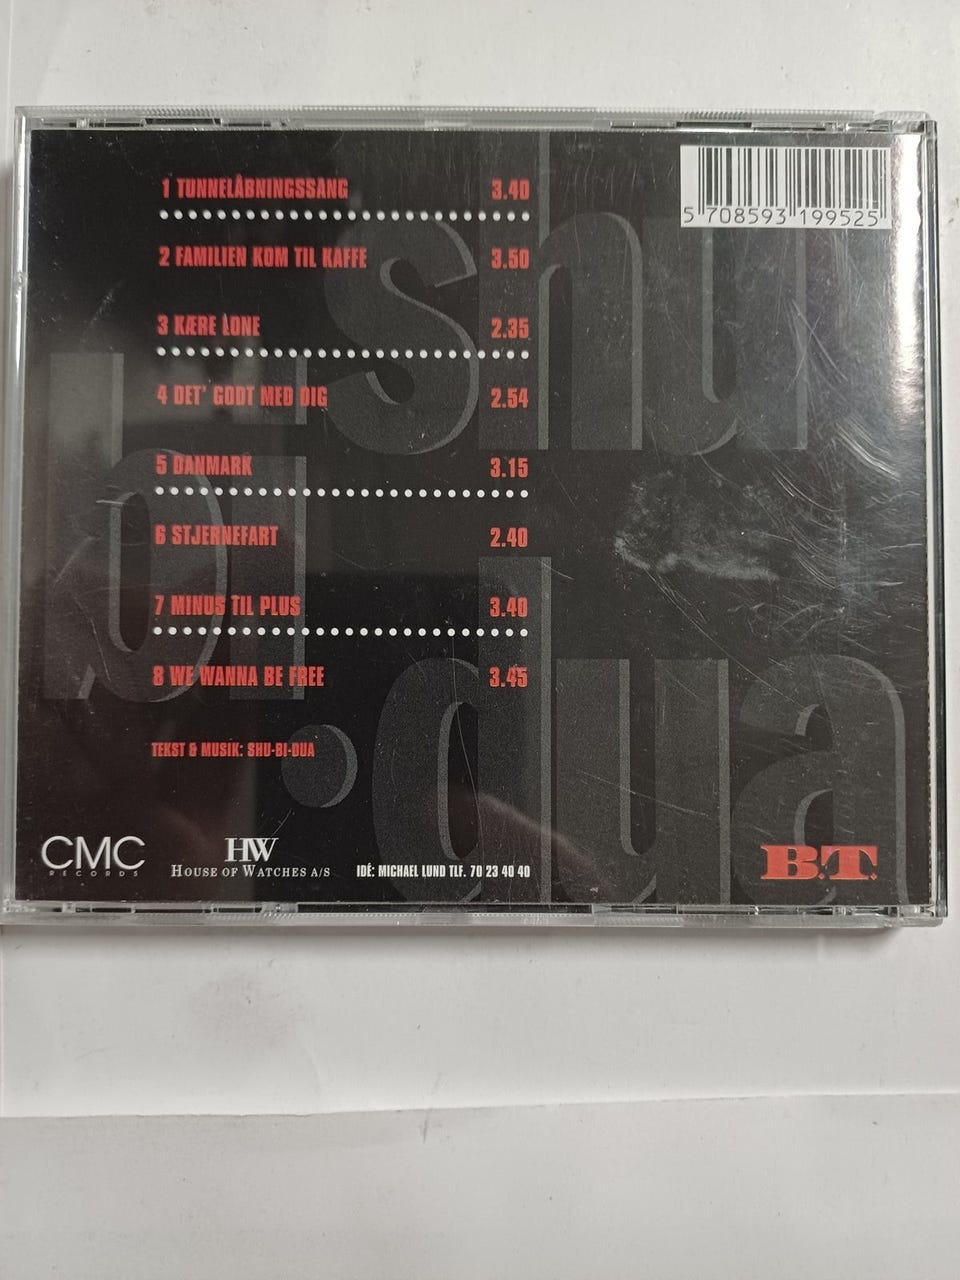 1 TUNNELÅBNINGSSANG 3.40
2 FAMILIEN KOM TIL KAFFE 3.50
3 KÆRE LONE 2.35
4 DET' GODT MED DIG 2.54
5 DANMARK 3.15
6 STJERNEFART 2.40
7 MINUS TIL PLUS 3.40
8 WE WANNA BE FREE 3.45
TEKST & MUSIK: SHU-BI-DUA
5 708593 199525
shu
bi
dua
CMC
RECORDS
HW
HOUSE OF WATCHES A/S
IDÉ: MICHAEL LUND TLF. 70 23 40 40
B.T.